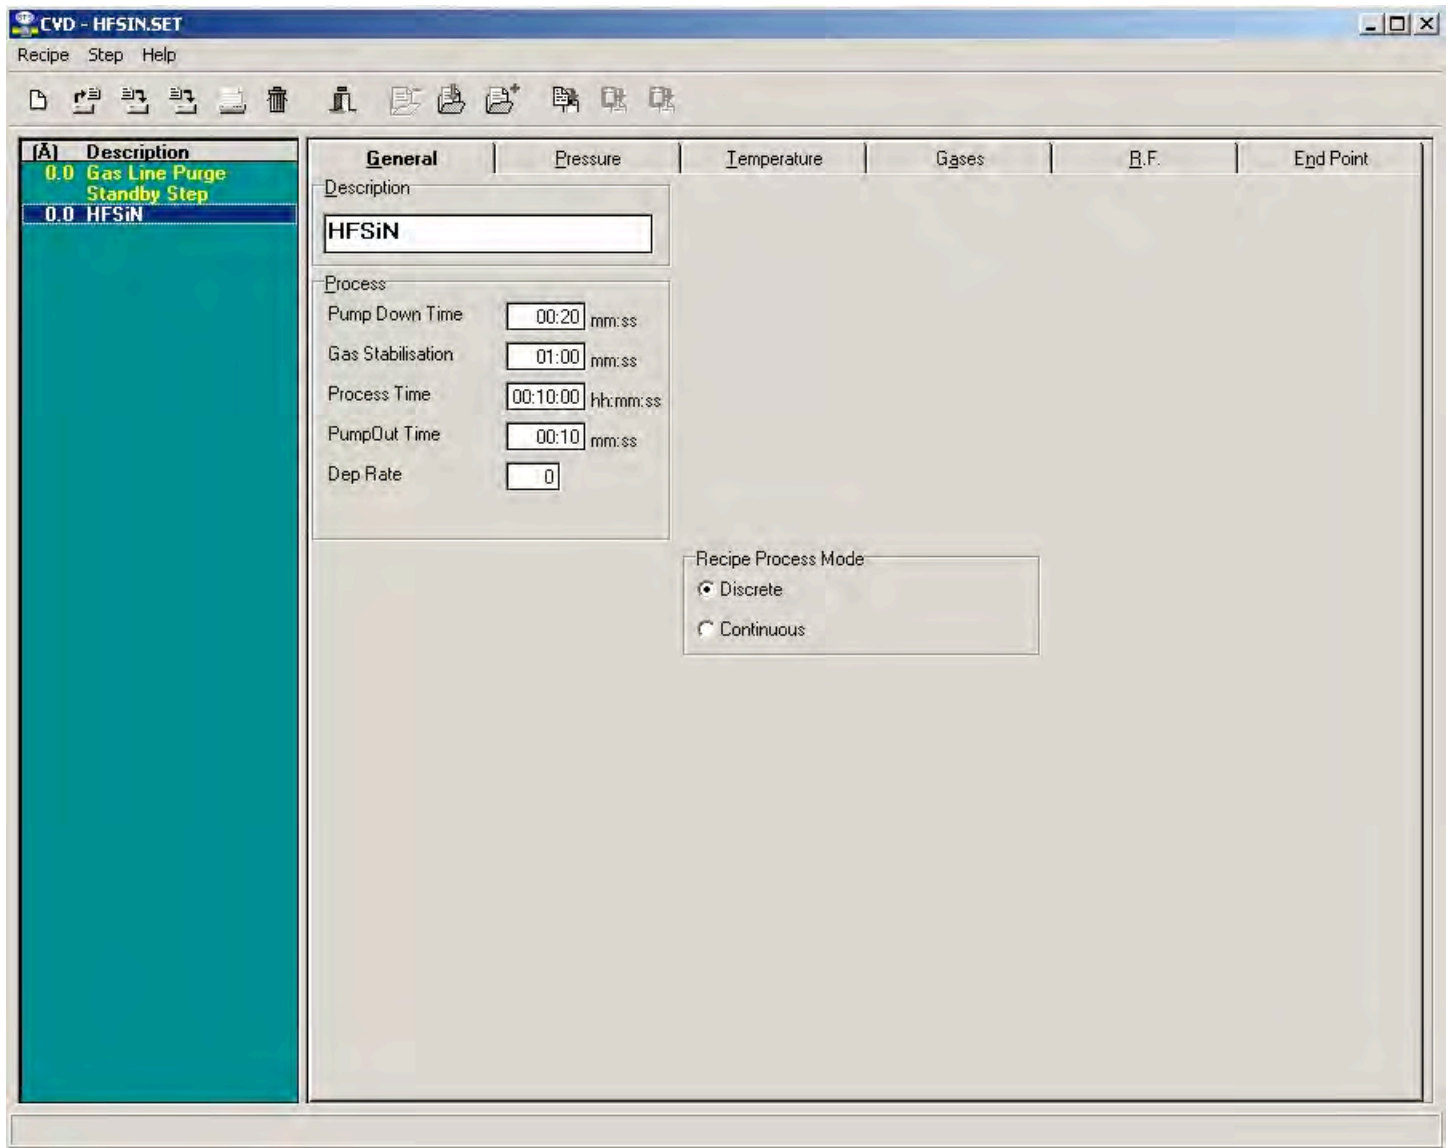 CVD - HFSIN.SET
Recipe Step Help
(Å) Description
0.0 Gas Line Purge
Standby Step
0.0 HFSiN
General Pressure Temperature Gases R.F. End Point
Description
HFSiN
Process
Pump Down Time 00:20 mm:ss
Gas Stabilisation 01:00 mm:ss
Process Time 00:10:00 hh:mm:ss
PumpOut Time 00:10 mm:ss
Dep Rate 0
Recipe Process Mode
Discrete
Continuous